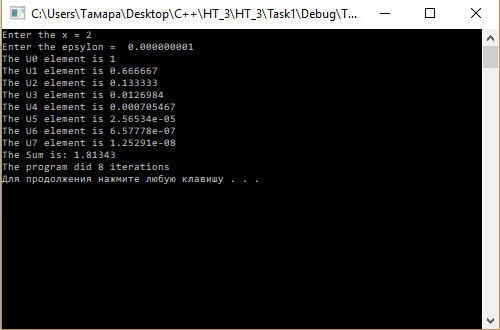 C:\Users\Тамара\Desktop\C++\HT_3\HT_3\Task1\Debug\T...
Enter the x = 2
Enter the epsylon =  0.000000001
The U0 element is 1
The U1 element is 0.666667
The U2 element is 0.133333
The U3 element is 0.0126984
The U4 element is 0.000705467
The U5 element is 2.56534e-05
The U6 element is 6.57778e-07
The U7 element is 1.25291e-08
The Sum is: 1.81343
The program did 8 iterations
Для продолжения нажмите любую клавишу . . .